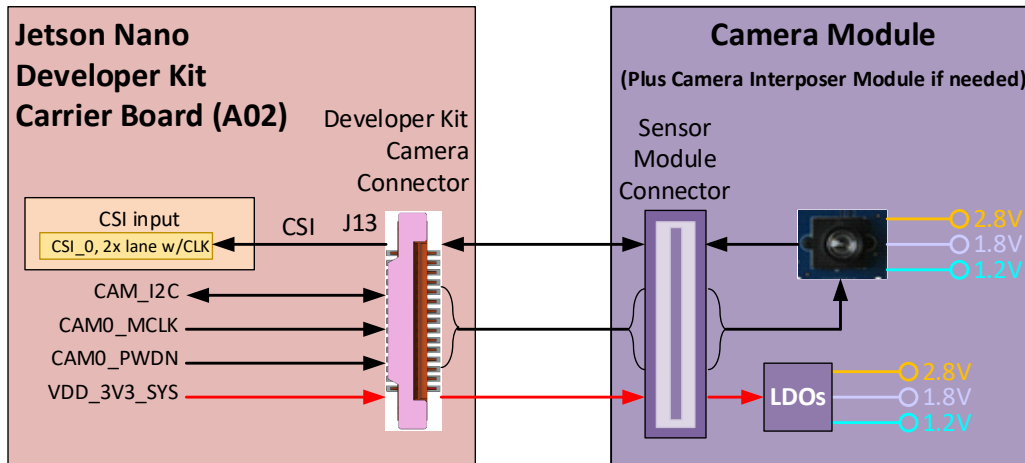 Jetson Nano
Developer Kit
Carrier Board (A02)
Developer Kit
Camera
Connector
CSI input
CSI_0, 2x lane w/CLK
CSI
J13
CAM_I2C
CAM0_MCLK
CAM0_PWDN
VDD_3V3_SYS
Camera Module
(Plus Camera Interposer Module if needed)
Sensor
Module
Connector
2.8V
1.8V
1.2V
LDOs
2.8V
1.8V
1.2V